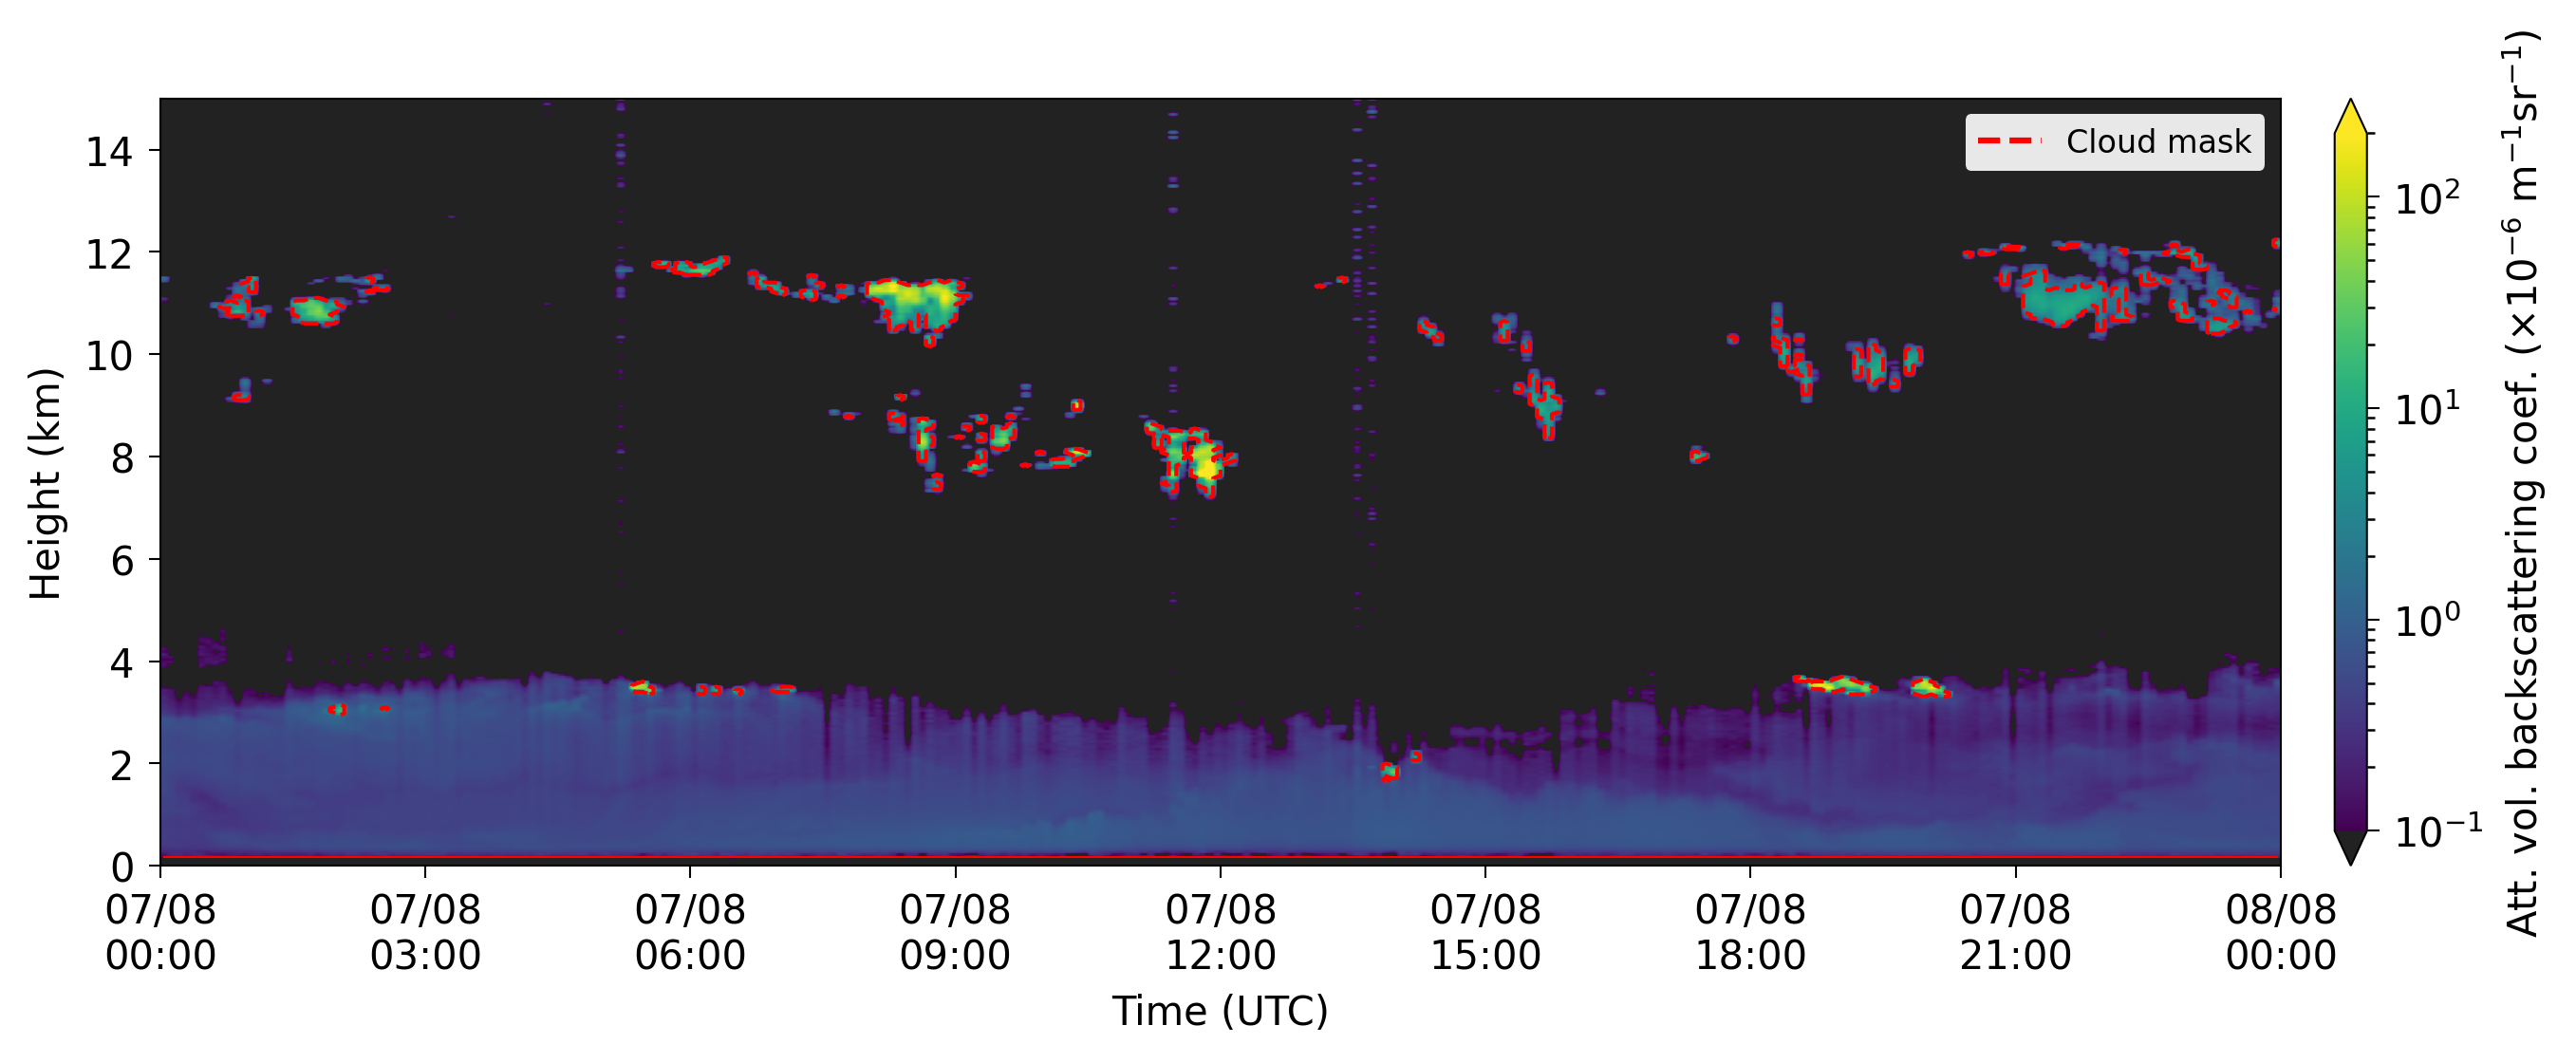 Cloud mask
Height (km)
14
12
10
8
6
4
2
0
07/08 07/08 07/08 07/08 07/08 07/08 07/08 07/08 08/08
00:00 03:00 06:00 09:00 12:00 15:00 18:00 21:00 00:00
Time (UTC)
10²
10¹
10⁰
10⁻¹
Att. vol. backscattering coef. (×10⁻⁶ m⁻¹sr⁻¹)